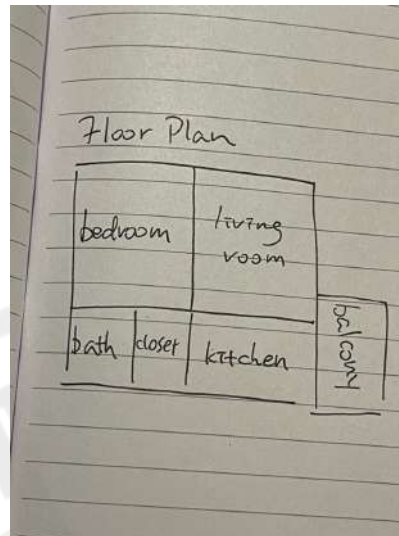 Floor Plan
bedroom
living
room
bath
closet
kitchen
balcony